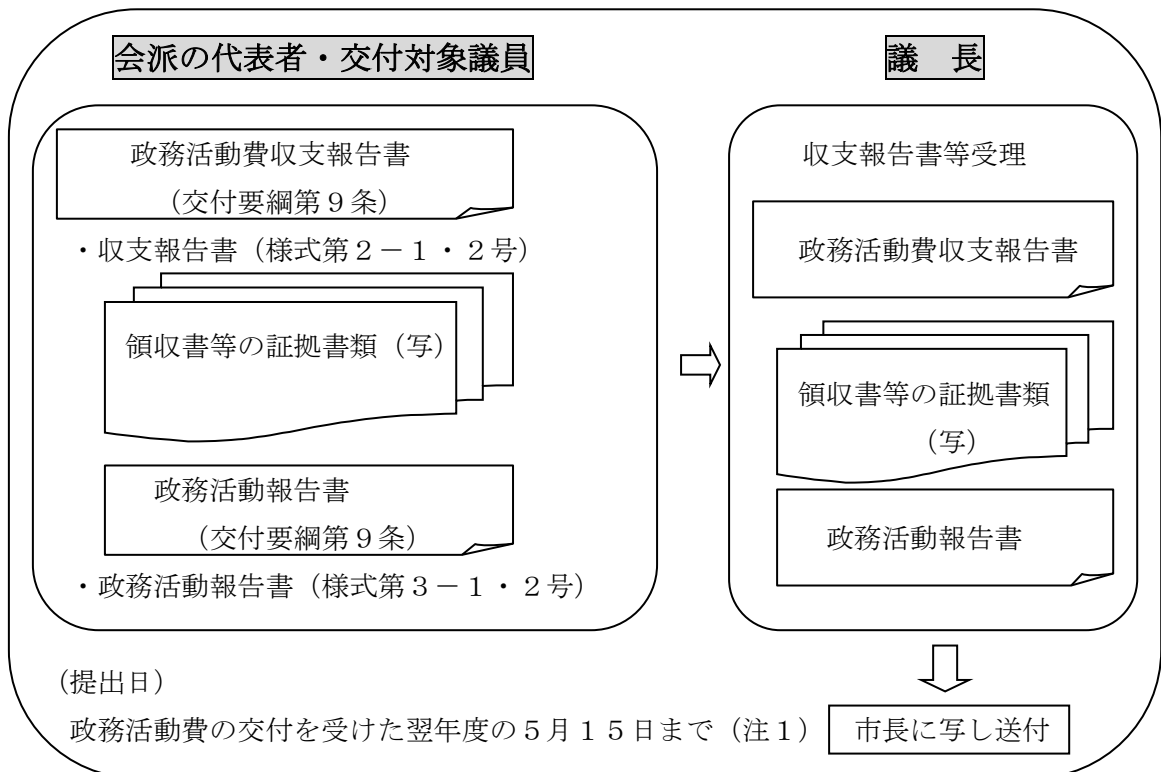 会派の代表者・交付対象議員
政務活動費収支報告書
（交付要綱第９条）
・収支報告書（様式第２－１・２号）
領収書等の証拠書類（写）
政務活動報告書
（交付要綱第９条）
・政務活動報告書（様式第３－１・２号）
議　長
収支報告書等受理
政務活動費収支報告書
領収書等の証拠書類
（写）
政務活動報告書
（提出日）
政務活動費の交付を受けた翌年度の５月１５日まで（注１）
市長に写し送付